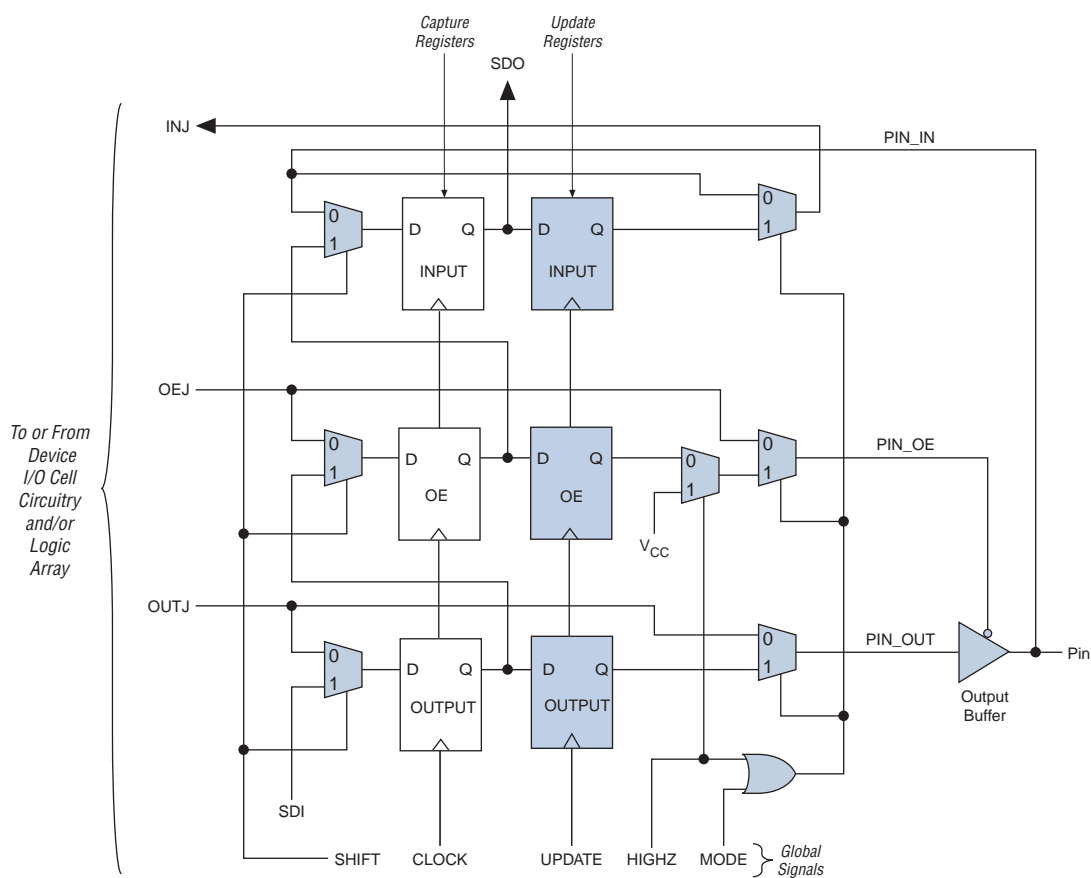 Capture
Registers
Update
Registers
SDO
INJ
PIN_IN
0
1
D Q
INPUT
D Q
INPUT
0
1
OEJ
To or From
Device
I/O Cell
Circuitry
and/or
Logic
Array
0
1
D Q
OE
D Q
OE
0
1
0
1
PIN_OE
VCC
OUTJ
0
1
D Q
OUTPUT
D Q
OUTPUT
0
1
PIN_OUT
Pin
Output
Buffer
SDI
SHIFT
CLOCK
UPDATE
HIGHZ
MODE
Global
Signals